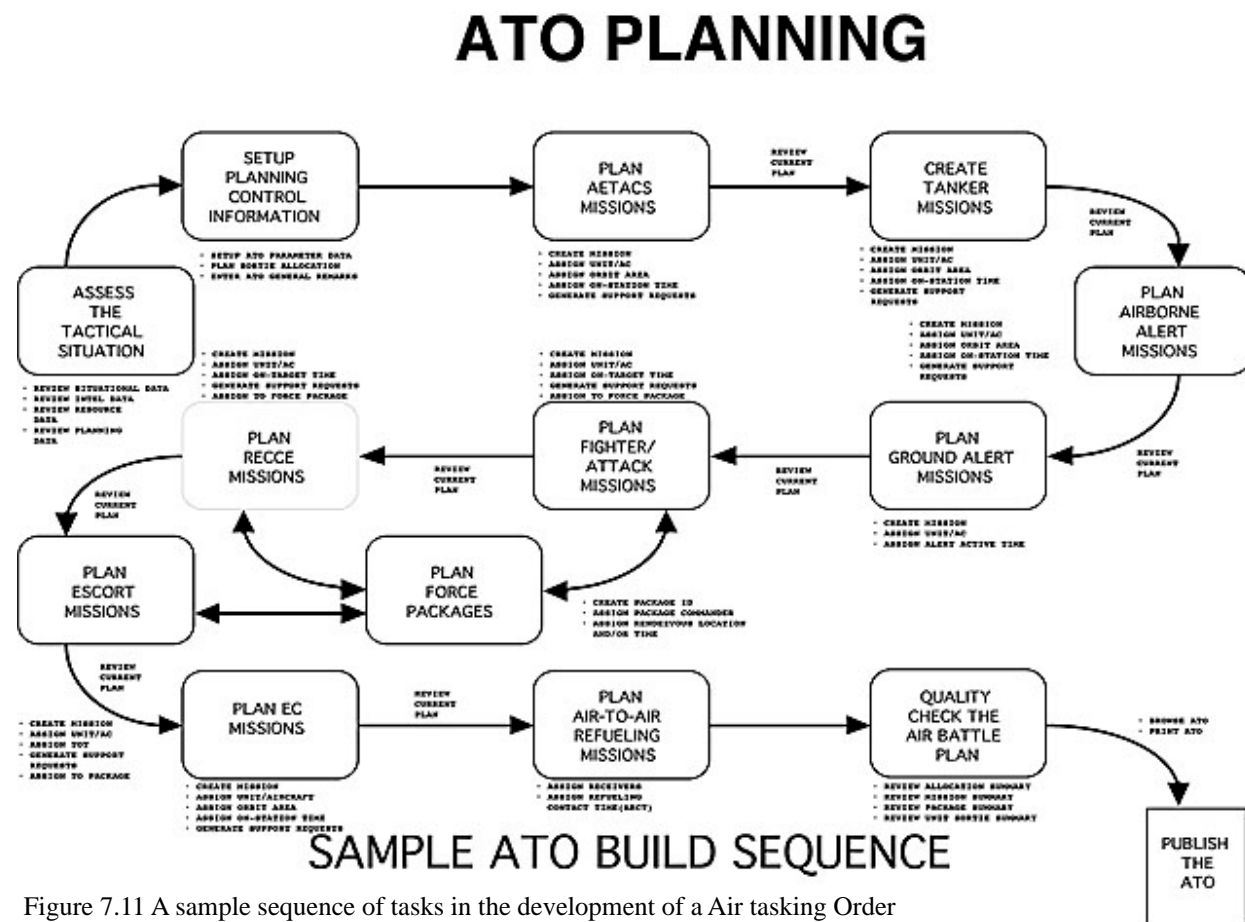 ATO PLANNING
SETUP
PLANNING
CONTROL
INFORMATION
· SETUP ATO PARAMETER DATA
· PLAN SORTIE ALLOCATION
· ENTER ATO GENERAL REMARKS
PLAN
AETACS
MISSIONS
· CREATE MISSION
· ASSIGN UNIT/AC
· ASSIGN ORBIT AREA
· ASSIGN ON-STATION TIME
· GENERATE SUPPORT REQUESTS
REVIEW
CURRENT
PLAN
CREATE
TANKER
MISSIONS
· CREATE MISSION
· ASSIGN UNIT/AC
· ASSIGN ORBIT AREA
· ASSIGN ON-STATION TIME
· GENERATE SUPPORT
REQUESTS
REVIEW
CURRENT
PLAN
ASSESS
THE
TACTICAL
SITUATION
· REVIEW SITUATIONAL DATA
· REVIEW INTEL DATA
· REVIEW RESOURCE
DATA
· REVIEW PLANNING
DATA
PLAN
AIRBORNE
ALERT
MISSIONS
· CREATE MISSION
· ASSIGN UNIT/AC
· ASSIGN ORBIT AREA
· ASSIGN ON-STATION TIME
· GENERATE SUPPORT
REQUESTS
REVIEW
CURRENT
PLAN
· CREATE MISSION
· ASSIGN UNIT/AC
· ASSIGN ON-TARGET TIME
· GENERATE SUPPORT REQUESTS
· ASSIGN TO FORCE PACKAGE
PLAN
RECCE
MISSIONS
REVIEW
CURRENT
PLAN
· CREATE MISSION
· ASSIGN UNIT/AC
· ASSIGN ON-TARGET TIME
· GENERATE SUPPORT REQUESTS
· ASSIGN TO FORCE PACKAGE
PLAN
FIGHTER/
ATTACK
MISSIONS
REVIEW
CURRENT
PLAN
PLAN
GROUND ALERT
MISSIONS
· CREATE MISSION
· ASSIGN UNIT/AC
· ASSIGN ALERT ACTIVE TIME
REVIEW
CURRENT
PLAN
PLAN
ESCORT
MISSIONS
PLAN
FORCE
PACKAGES
· CREATE PACKAGE ID
· ASSIGN PACKAGE COMMANDER
· ASSIGN RENDEZVOUS LOCATION
AND/OR TIME
REVIEW
CURRENT
PLAN
· CREATE MISSION
· ASSIGN UNIT/AC
· ASSIGN TOT
· GENERATE SUPPORT
REQUESTS
· ASSIGN TO PACKAGE
PLAN EC
MISSIONS
· CREATE MISSION
· ASSIGN UNIT/AIRCRAFT
· ASSIGN ORBIT AREA
· ASSIGN ON-STATION TIME
· GENERATE SUPPORT REQUESTS
REVIEW
CURRENT
PLAN
PLAN
AIR-TO-AIR
REFUELING
MISSIONS
· ASSIGN RECEIVERS
· ASSIGN REFUELING
CONTACT TIME(ARCT)
QUALITY
CHECK THE
AIR BATTLE
PLAN
· REVIEW ALLOCATION SUMMARY
· REVIEW MISSION SUMMARY
· REVIEW PACKAGE SUMMARY
· REVIEW UNIT SORTIE SUMMARY
· BROWSE ATO
· PRINT ATO
PUBLISH
THE
ATO
SAMPLE ATO BUILD SEQUENCE
Figure 7.11 A sample sequence of tasks in the development of a Air tasking Order